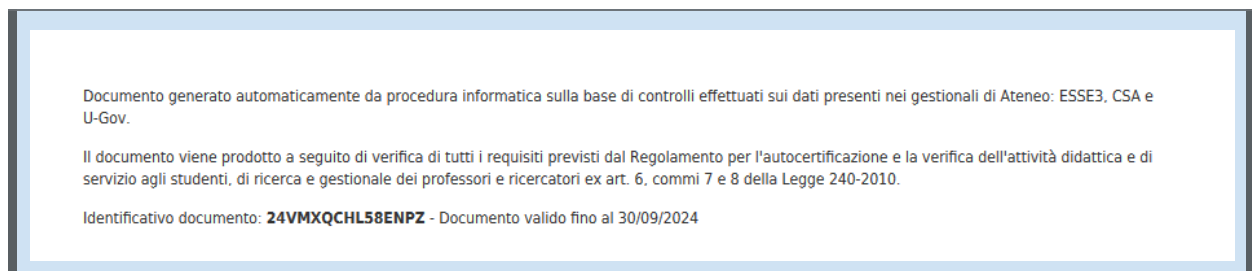 Documento generato automaticamente da procedura informatica sulla base di controlli effettuati sui dati presenti nei gestionali di Ateneo: ESSE3, CSA e
U-Gov.
Il documento viene prodotto a seguito di verifica di tutti i requisiti previsti dal Regolamento per l'autocertificazione e la verifica dell'attività didattica e di
servizio agli studenti, di ricerca e gestionale dei professori e ricercatori ex art. 6, commi 7 e 8 della Legge 240-2010.
Identificativo documento: 24VMXQCHL58ENPZ - Documento valido fino al 30/09/2024